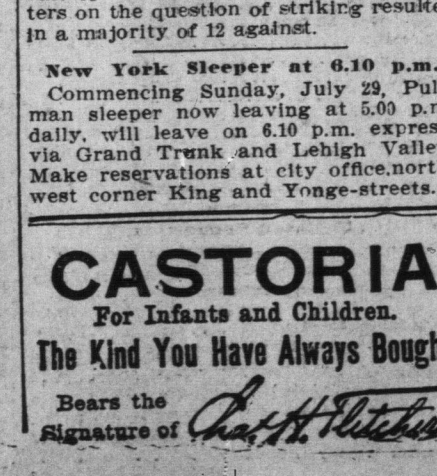 ters on the question of striking resulte
in a majority of 12 against.
New York Sleeper at 6.10 p.m.
Commencing Sunday, July 29, Pul
man sleeper now leaving at 5.00 p.r
daily, will leave on 6.10 p.m. expres
via Grand Trunk and Lehigh Valle
Make reservations at city office,nort
west corner King and Yonge-streets.
CASTORIA
For Infants and Children.
The Kind You Have Always Bough
Bears the
Signature of Chas. H. Fletcher